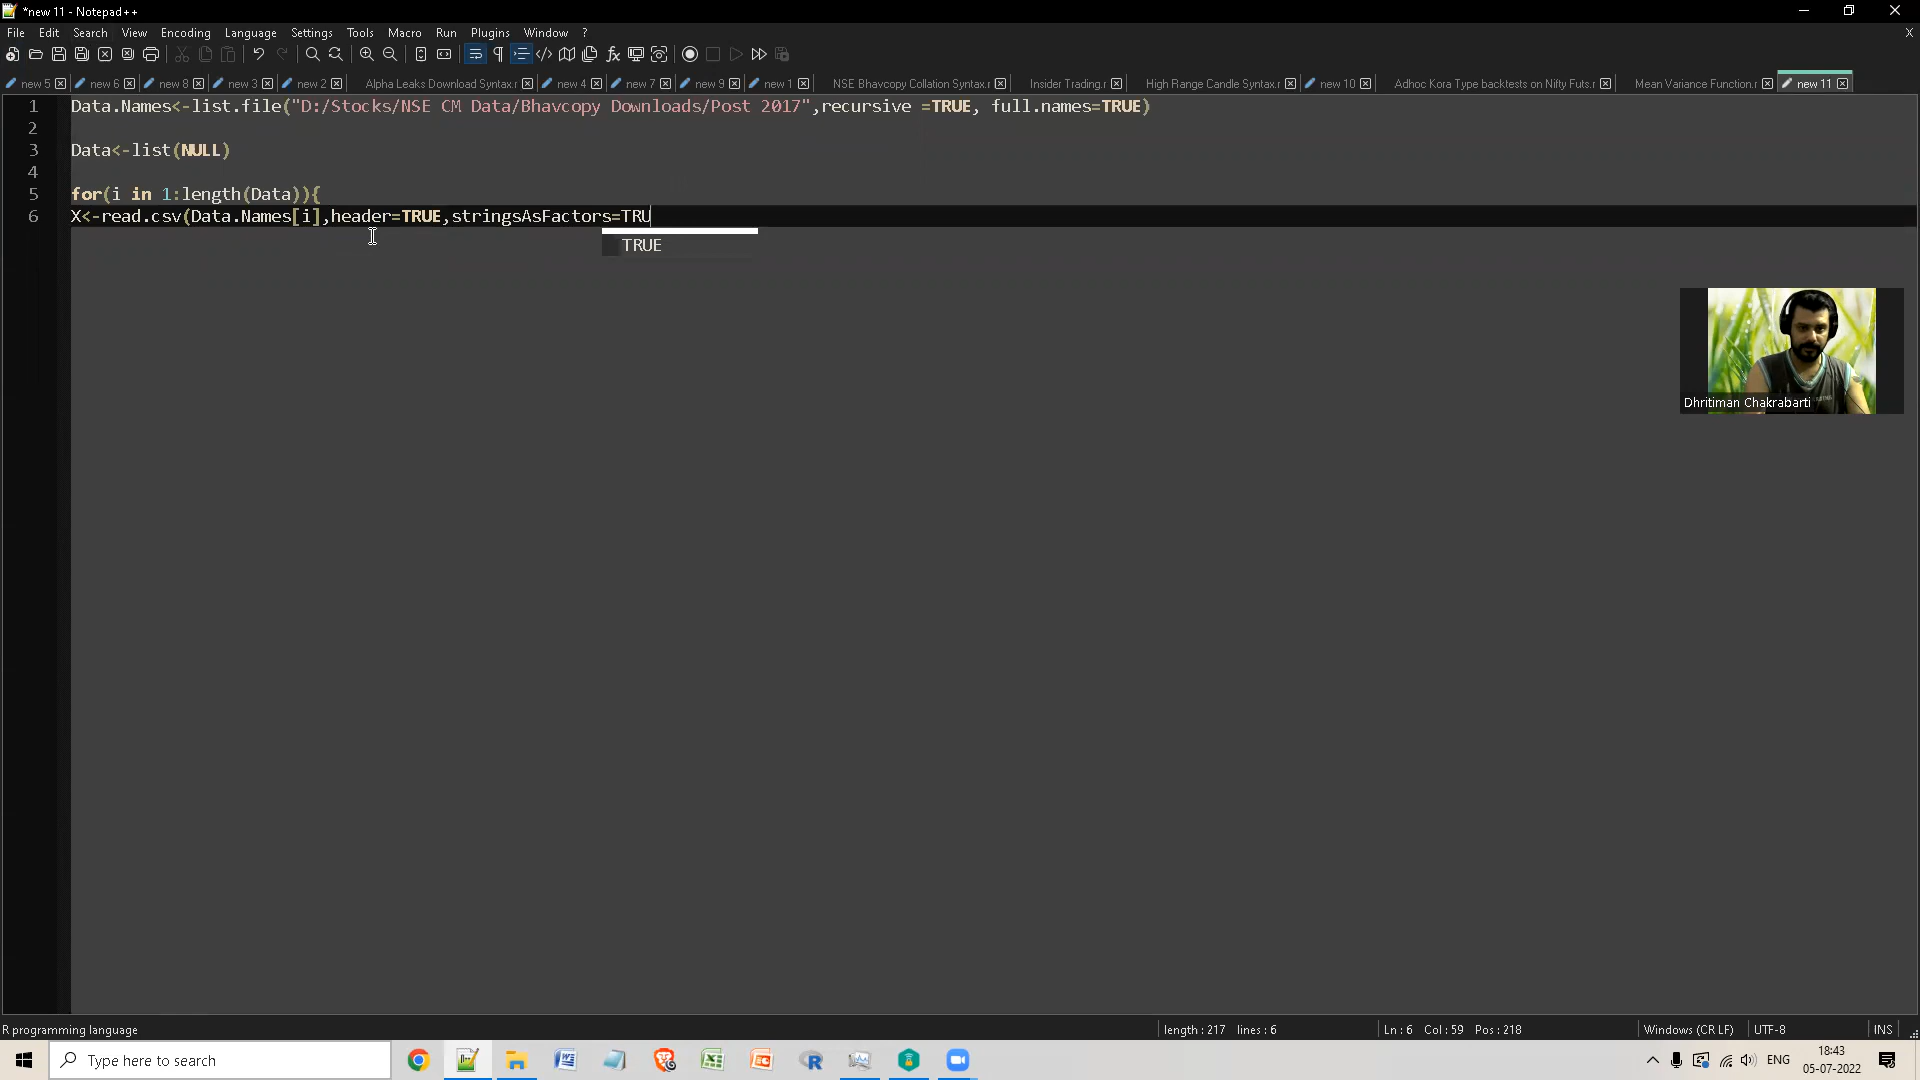 *new 11 - Notepad++
File Edit Search View Encoding Language Settings Tools Macro Run Plugins Window ? X
new 5 new 6 new 8 new 3 new 2 Alpha Leaks Download Syntax.r new 4 new 7 new 9 new 1 NSE Bhavcopy Collation Syntax.r Insider Trading.r High Range Candle Syntax.r new 10 Adhoc Kora Type backtests on Nifty Futs.r Mean Variance Function.r new 11
1 Data.Names<-list.file("D:/Stocks/NSE CM Data/Bhavcopy Downloads/Post 2017",recursive =TRUE, full.names=TRUE)
2
3 Data<-list(NULL)
4
5 for(i in 1:length(Data)){
6 X<-read.csv(Data.Names[i],header=TRUE,stringsAsFactors=TRU
TRUE
Dhritiman Chakrabarti
R programming language length : 217 lines : 6 Ln : 6 Col : 59 Pos : 218 Windows (CR LF) UTF-8 INS
Type here to search ENG 18:43
05-07-2022